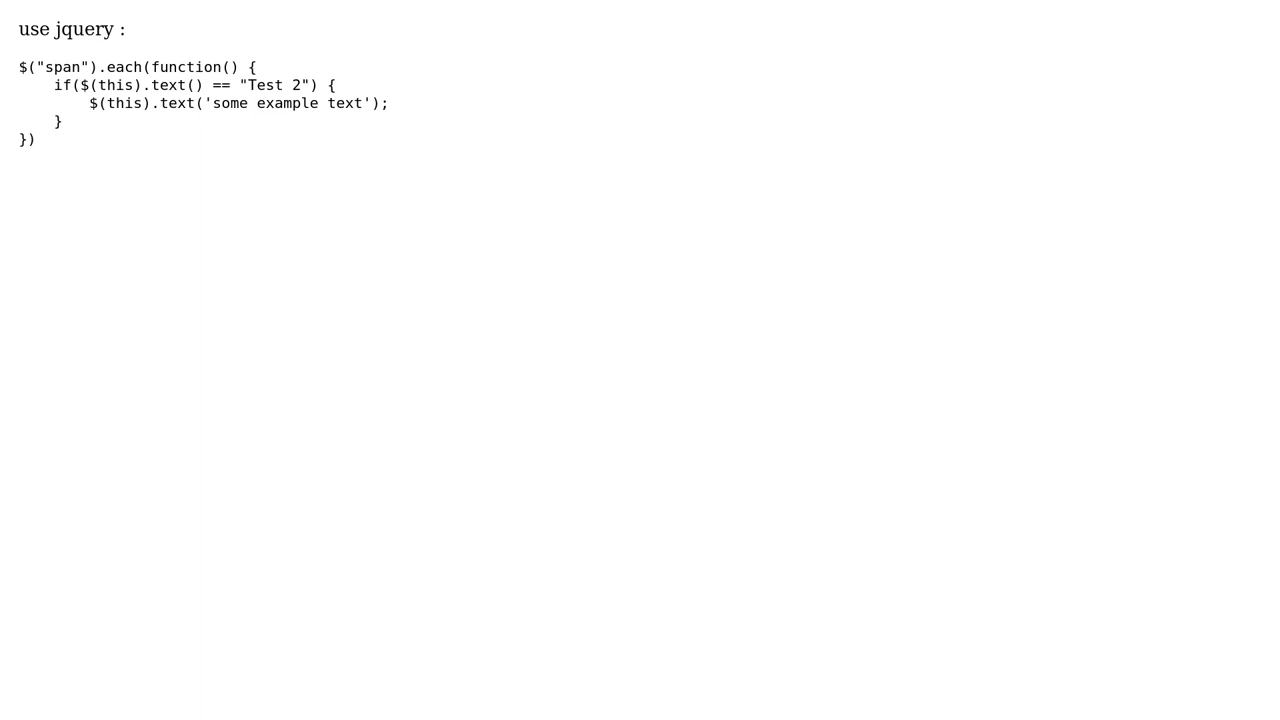 use jquery :
$("span").each(function() {
    if($(this).text() == "Test 2") {
        $(this).text('some example text');
    }
})